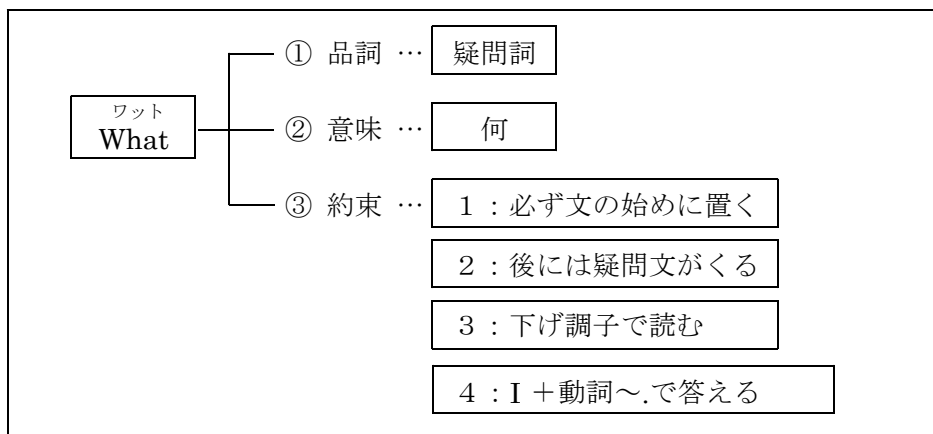 ① 品詞 … 疑問詞
ワット
What
② 意味 … 何
③ 約束 … 1：必ず文の始めに置く
2：後には疑問文がくる
3：下げ調子で読む
4：I＋動詞～.で答える